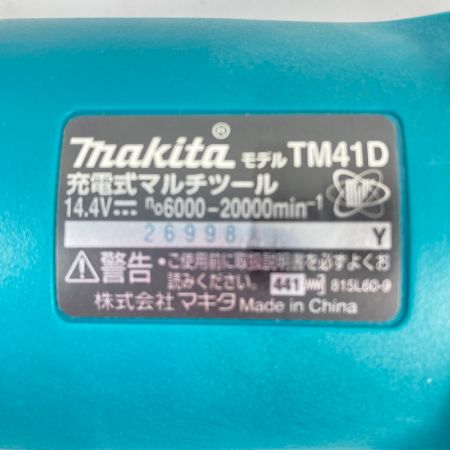 makita® モデル TM41D
充電式マルチツール
14.4V⎓ n₀6000-20000min⁻¹
26998 Y
⚠警告 ・ご使用前に取扱説明書を必ずよくお
読みください。 441 815L60-9
株式会社 マキタ Made in China